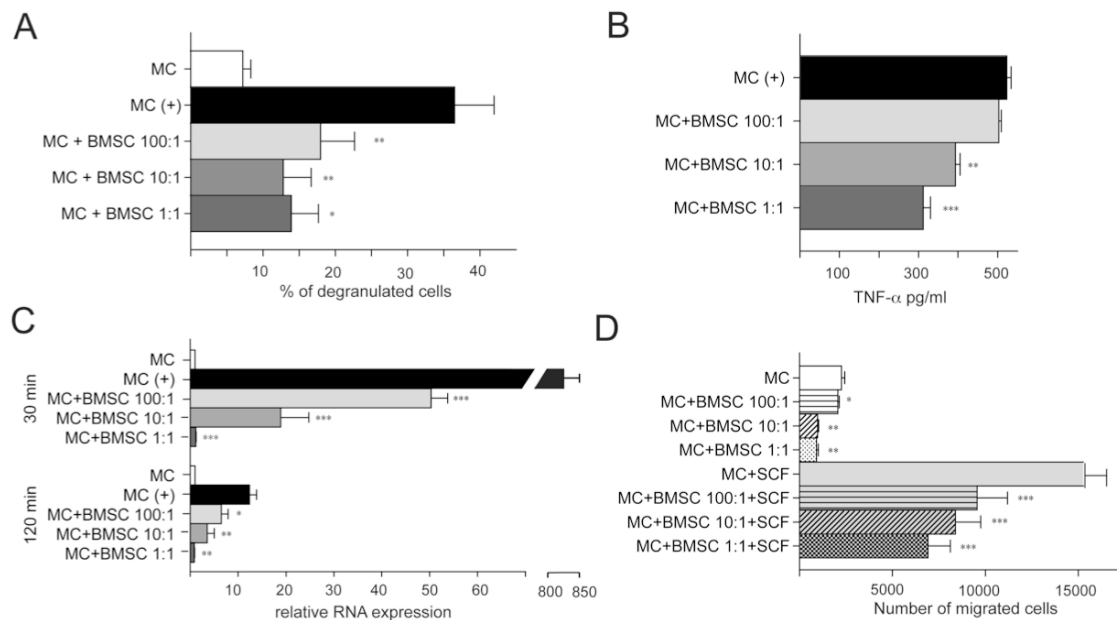 A
MC
MC (+)
MC + BMSC 100:1
**
MC + BMSC 10:1
**
MC + BMSC 1:1
*
10 20 30 40
% of degranulated cells
B
MC (+)
MC+BMSC 100:1
MC+BMSC 10:1
**
MC+BMSC 1:1
***
100 300 500
TNF-α pg/ml
C
30 min
MC
MC (+)
MC+BMSC 100:1
***
MC+BMSC 10:1
***
MC+BMSC 1:1
***
120 min
MC
MC (+)
MC+BMSC 100:1
*
MC+BMSC 10:1
**
MC+BMSC 1:1
**
10 20 30 40 50 60 800 850
relative RNA expression
D
MC
MC+BMSC 100:1
*
MC+BMSC 10:1
**
MC+BMSC 1:1
**
MC+SCF
MC+BMSC 100:1+SCF
***
MC+BMSC 10:1+SCF
***
MC+BMSC 1:1+SCF
***
5000 10000 15000
Number of migrated cells